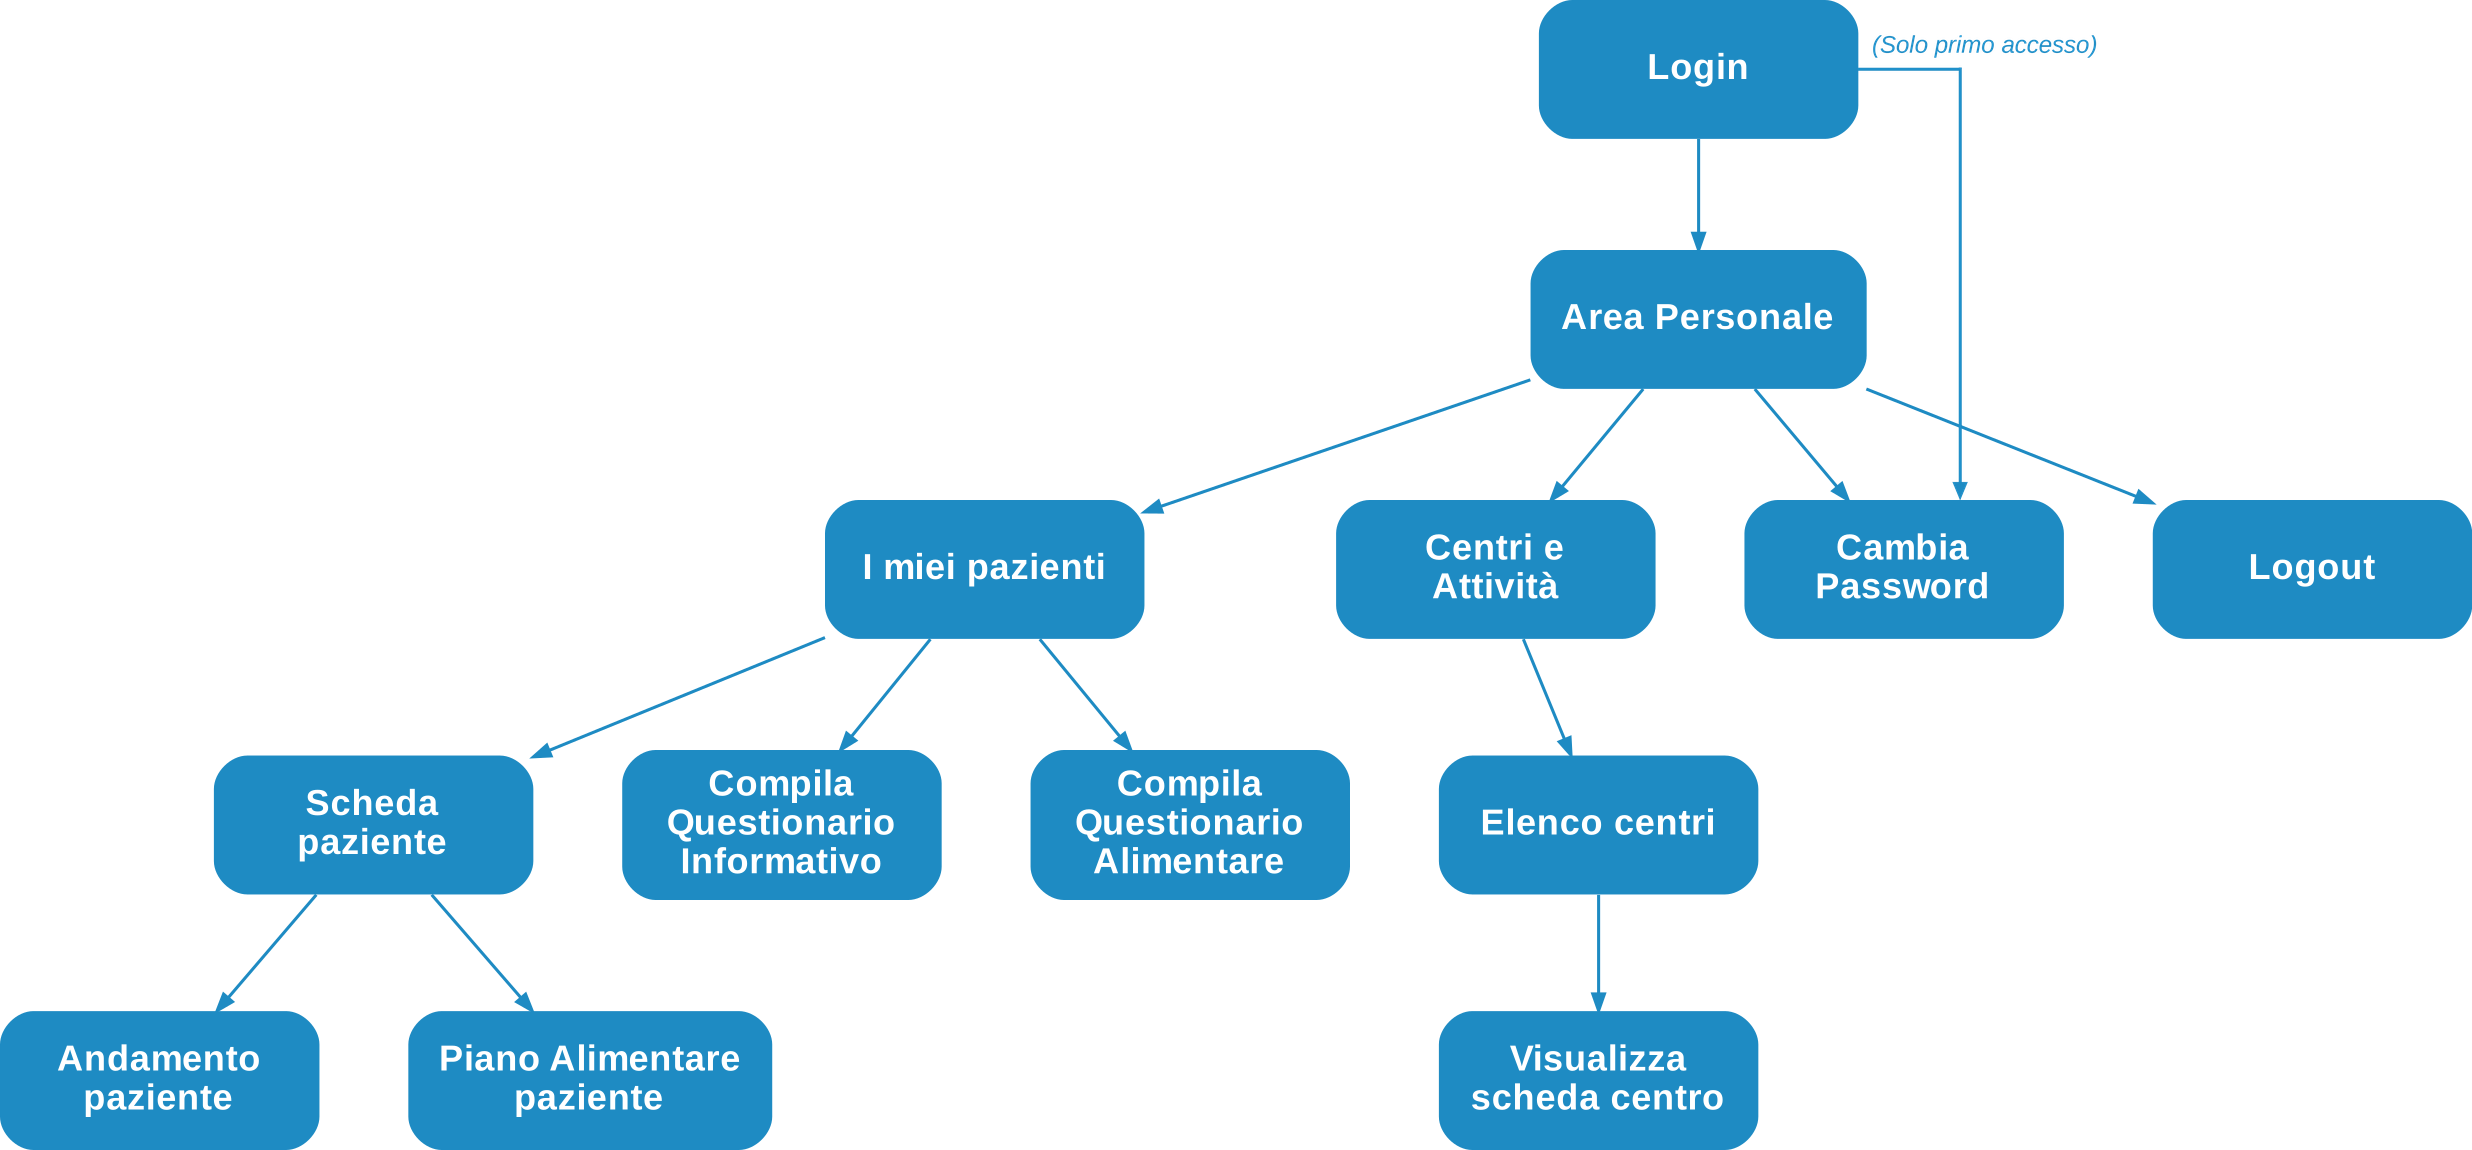 Login
(Solo primo accesso)
Area Personale
I miei pazienti
Centri e
Attività
Cambia
Password
Logout
Scheda
paziente
Compila
Questionario
Informativo
Compila
Questionario
Alimentare
Elenco centri
Andamento
paziente
Piano Alimentare
paziente
Visualizza
scheda centro